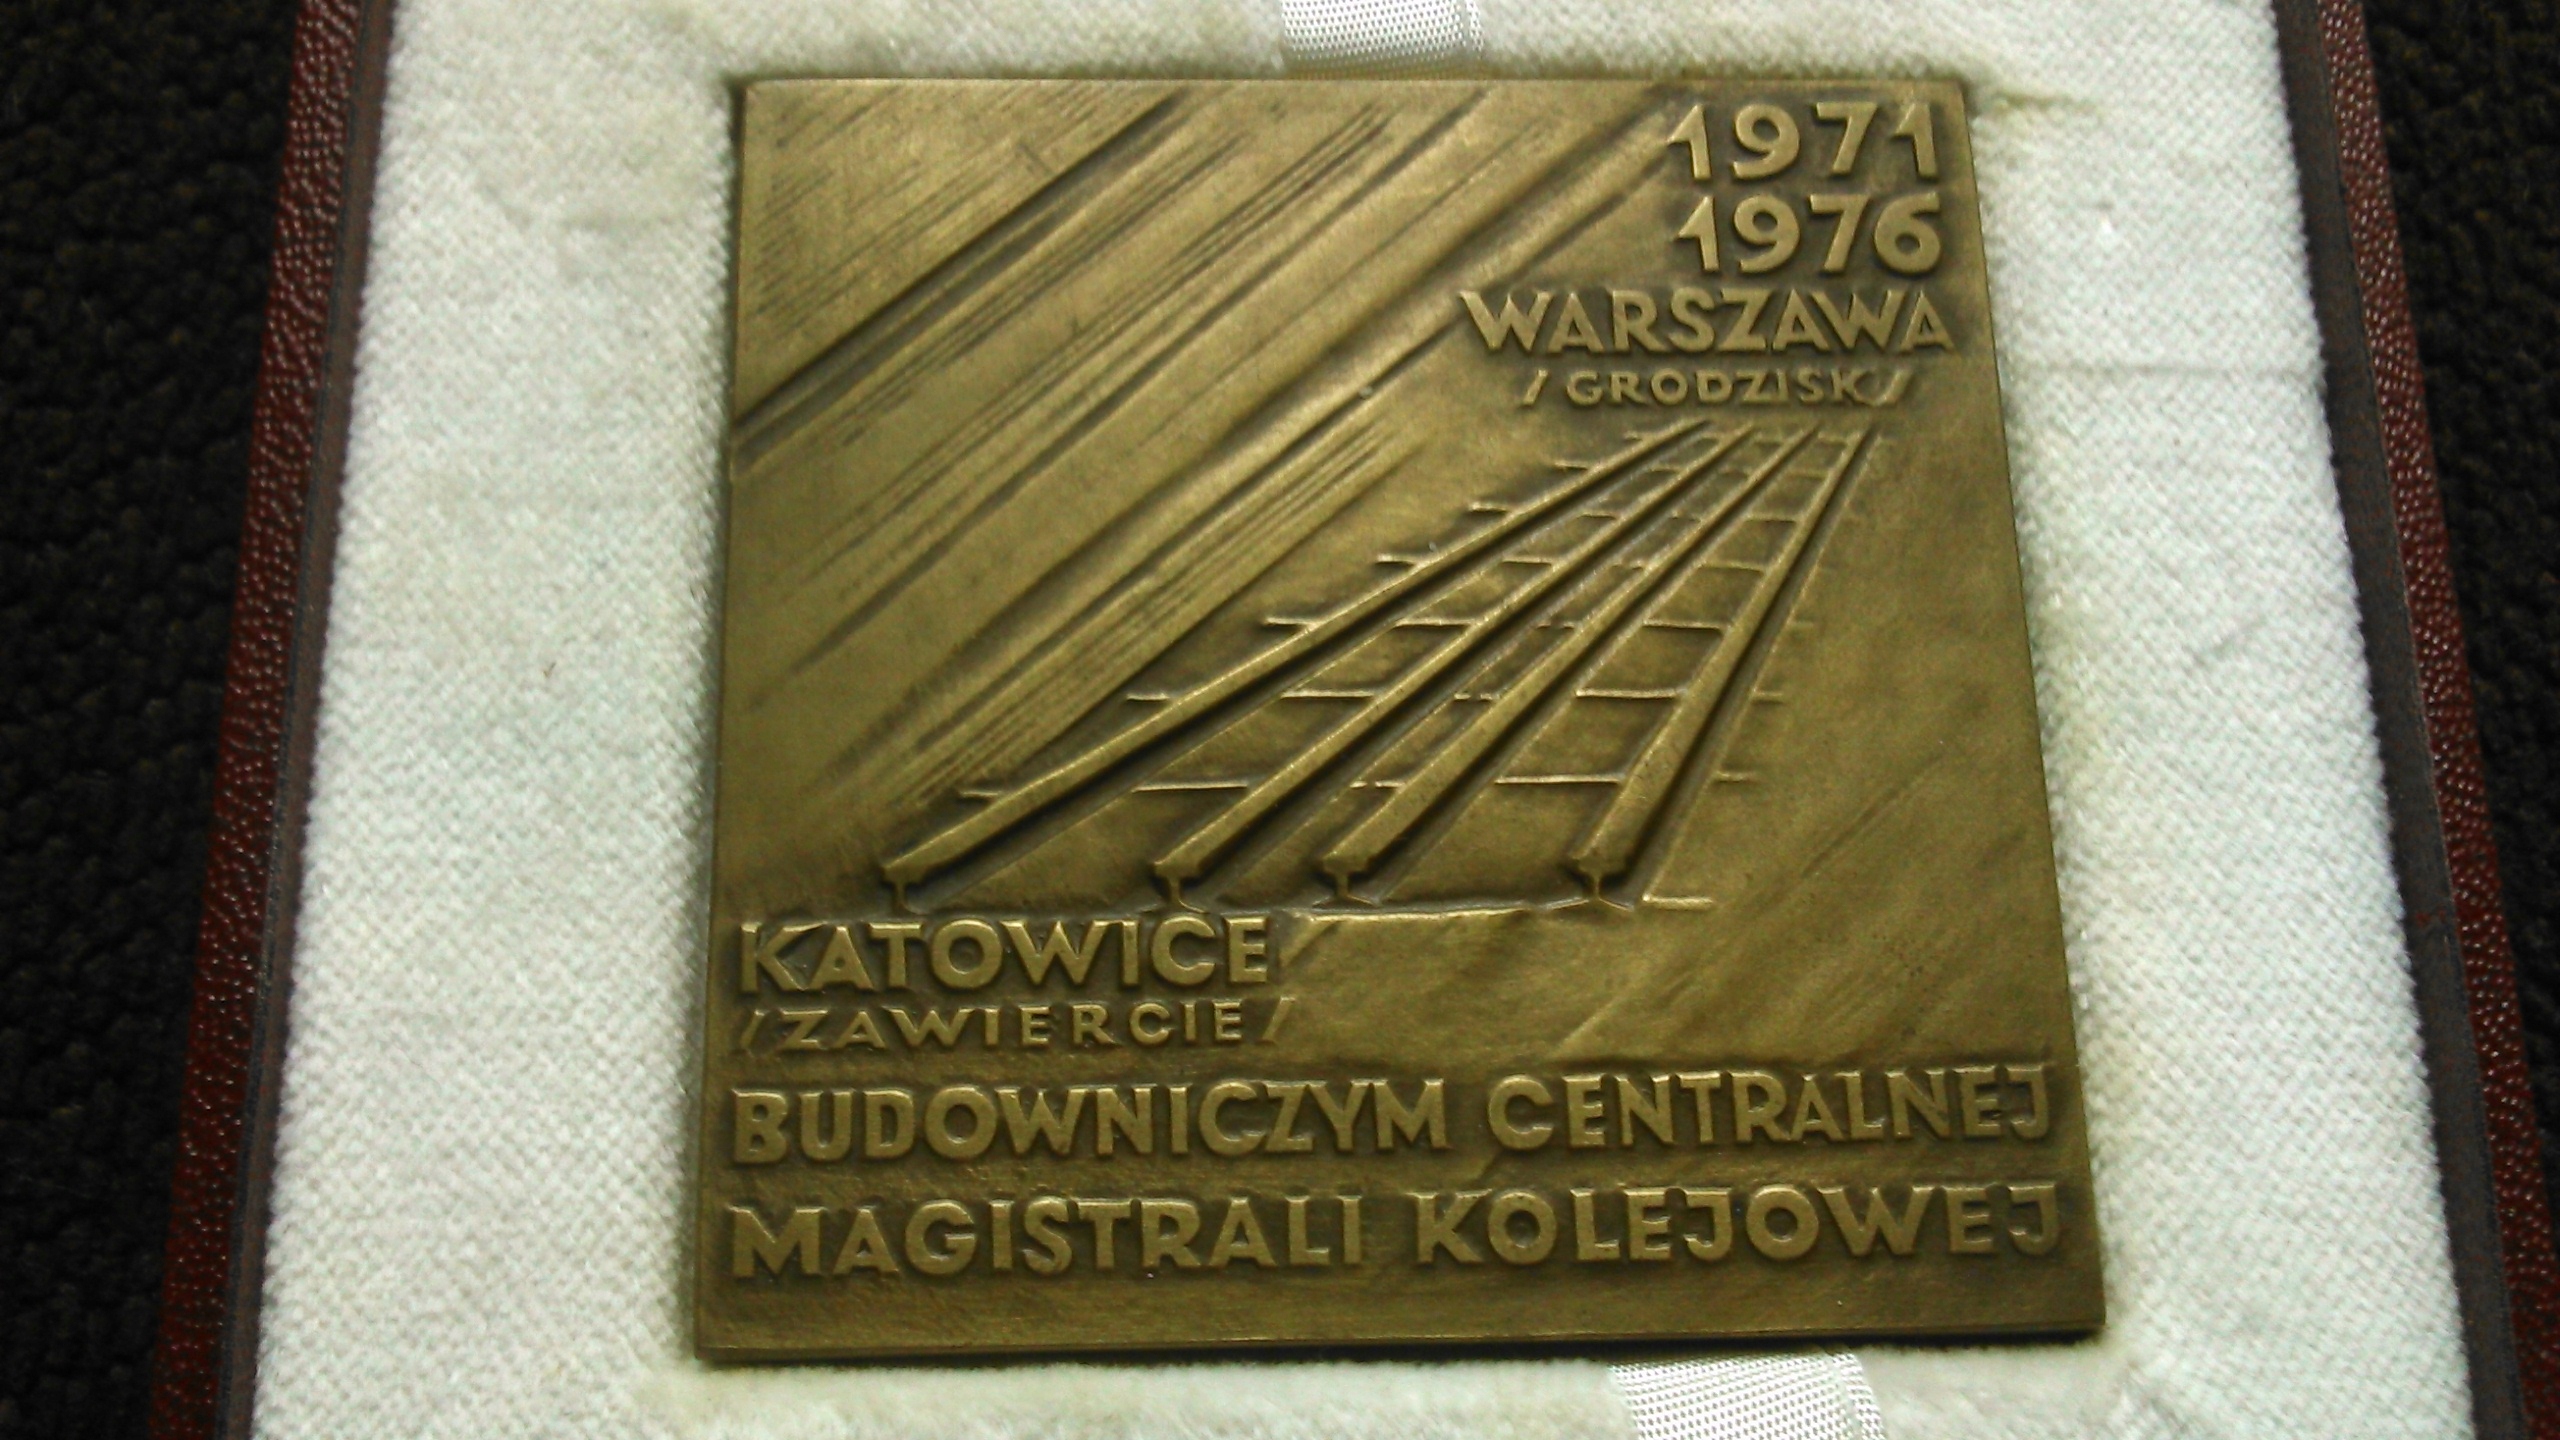 1971
1976
WARSZAWA
/GRODZISK/
KATOWICE
/ZAWIERCIE/
BUDOWNICZYM CENTRALNEJ
MAGISTRALI KOLEJOWEJ